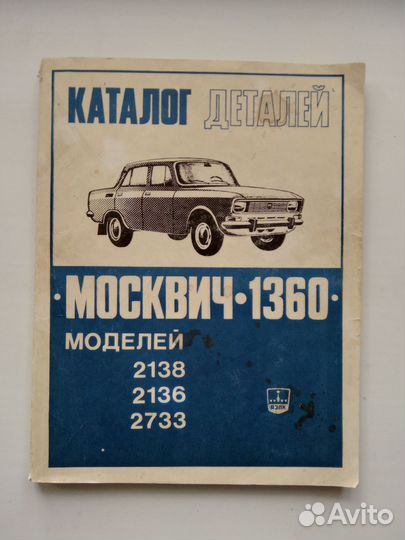 КАТАЛОГ ДЕТАЛЕЙ
·МОСКВИЧ·1360·
МОДЕЛЕЙ
2138
2136
2733
АЗЛК
Avito